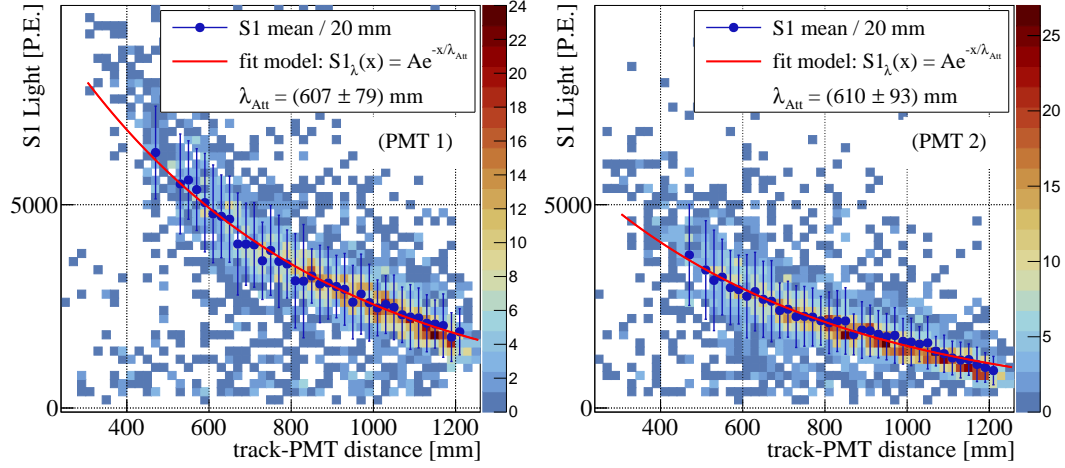 S1 Light [P.E.]
S1 mean / 20 mm
fit model: S1λ(x) = Ae^-x/λAtt
λAtt = (607 ± 79) mm
(PMT 1)
5000
0
400 600 800 1000 1200
track-PMT distance [mm]
24
22
20
18
16
14
12
10
8
6
4
2
0
S1 Light [P.E.]
S1 mean / 20 mm
fit model: S1λ(x) = Ae^-x/λAtt
λAtt = (610 ± 93) mm
(PMT 2)
5000
0
400 600 800 1000 1200
track-PMT distance [mm]
25
20
15
10
5
0